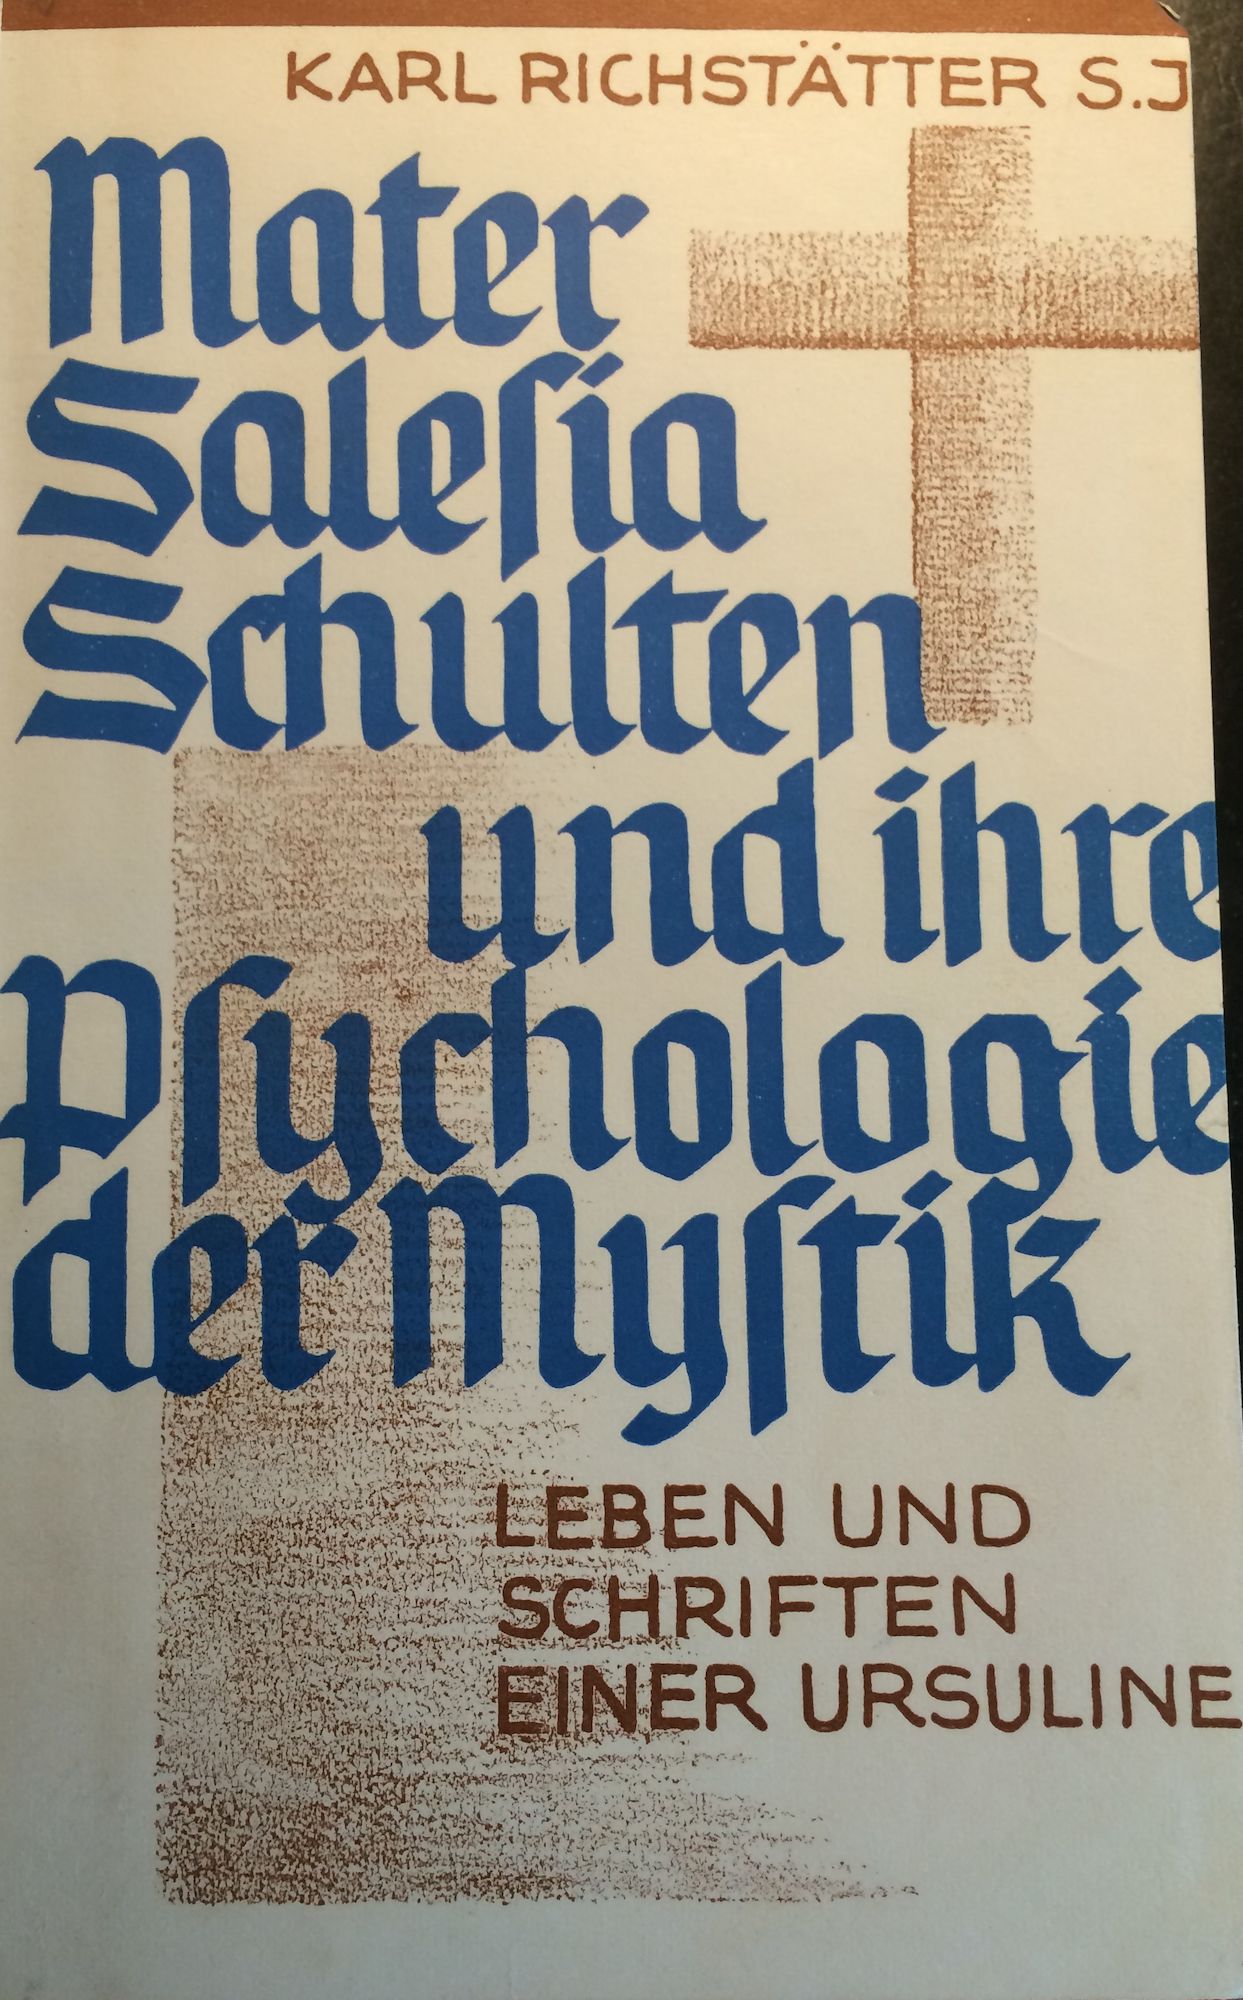 KARL RICHSTÄTTER S.J
Mater
Saleſia
Schulten
und ihre
Pſychologie
der Myſtik
LEBEN UND
SCHRIFTEN
EINER URSULINE